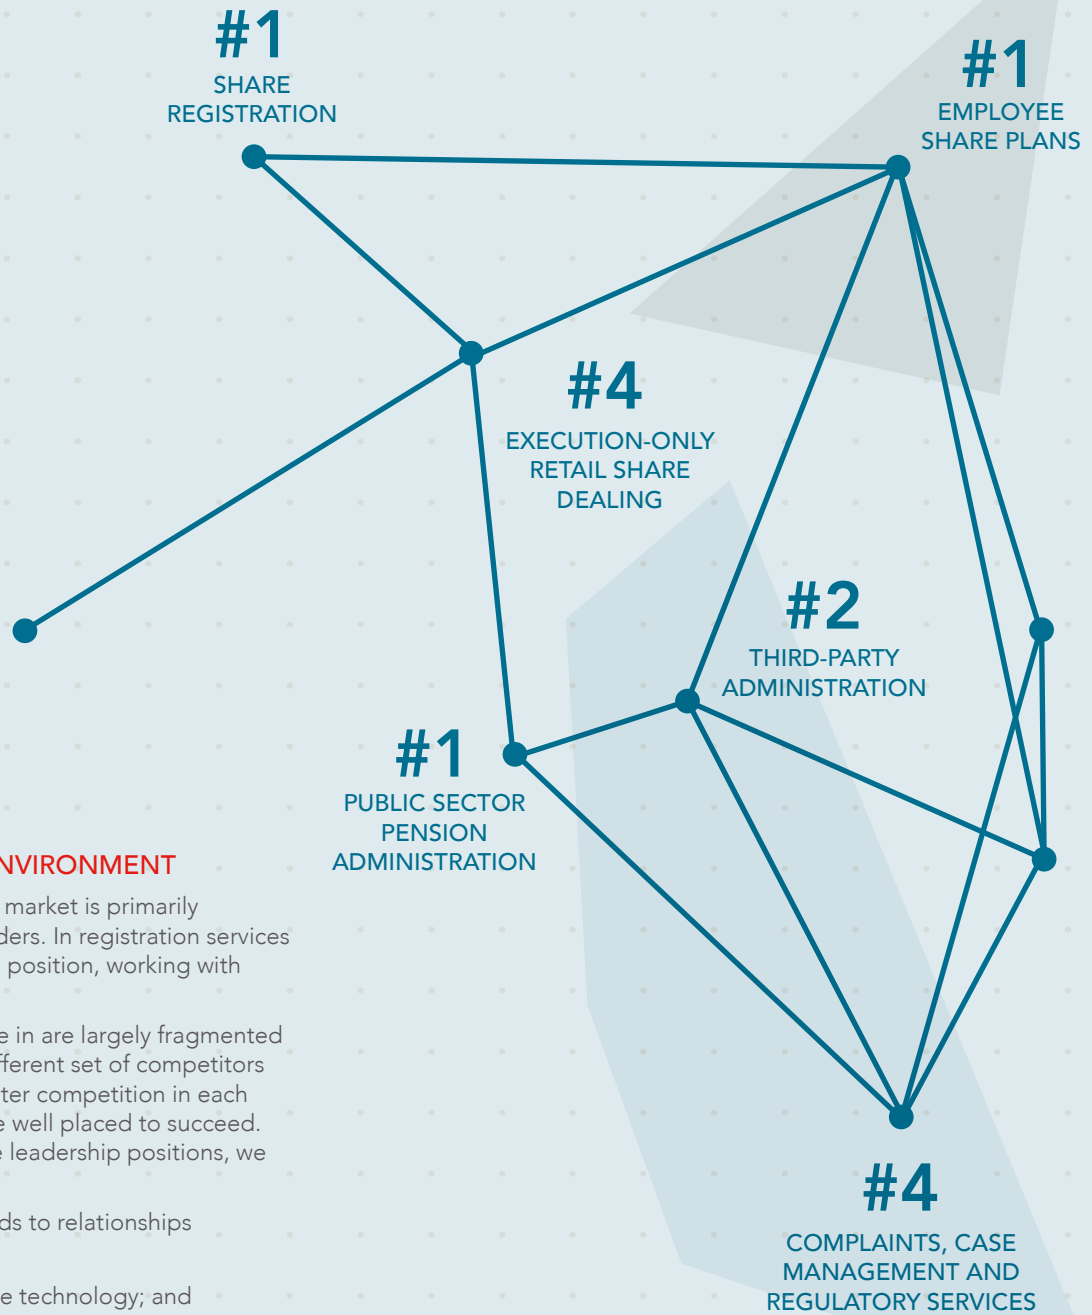 #1
SHARE
REGISTRATION
#1
EMPLOYEE
SHARE PLANS
#4
EXECUTION-ONLY
RETAIL SHARE
DEALING
#2
THIRD-PARTY
ADMINISTRATION
#1
PUBLIC SECTOR
PENSION
ADMINISTRATION
#4
COMPLAINTS, CASE
MANAGEMENT AND
REGULATORY SERVICES
NVIRONMENT
market is primarily
ders. In registration services
position, working with
e in are largely fragmented
fferent set of competitors
ter competition in each
e well placed to succeed.
e leadership positions, we
ds to relationships
e technology; and